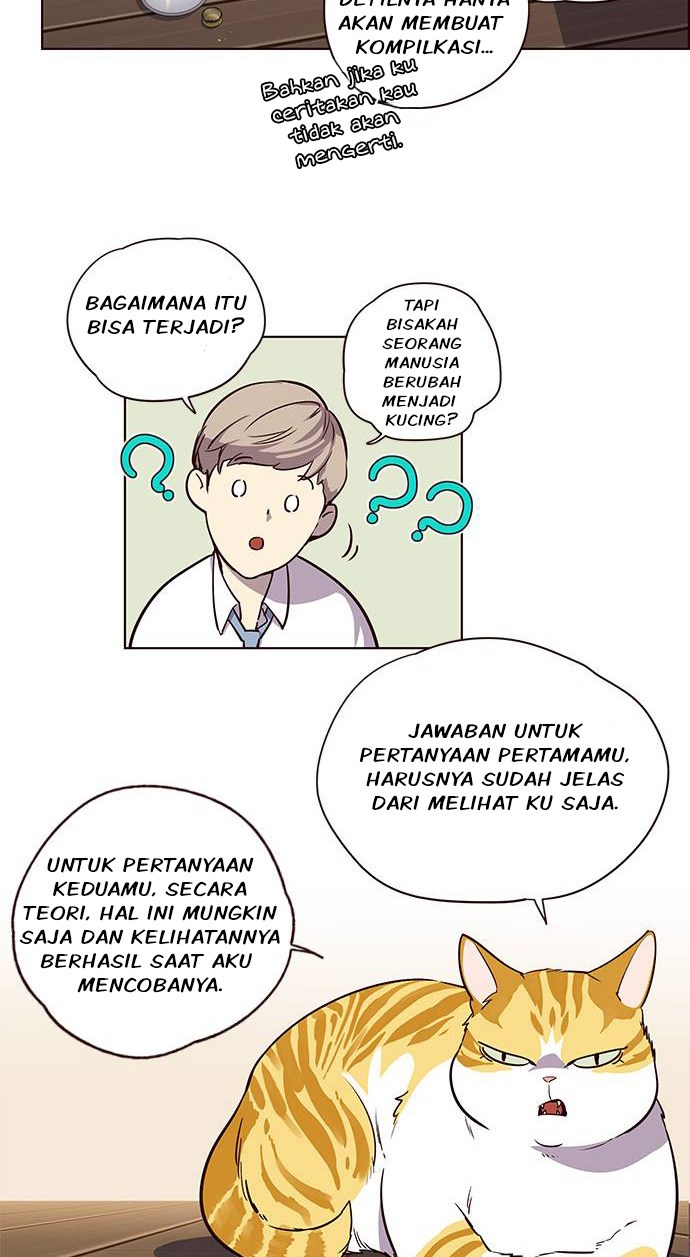 DETILNYA HANYA
AKAN MEMBUAT
KOMPILKASI...
Bahkan jika ku
ceritakan kau
tidak akan
mengerti.
BAGAIMANA ITU
BISA TERJADI?
TAPI
BISAKAH
SEORANG
MANUSIA
BERUBAH
MENJADI
KUCING?
?
??
JAWABAN UNTUK
PERTANYAAN PERTAMAMU,
HARUSNYA SUDAH JELAS
DARI MELIHAT KU SAJA.
UNTUK PERTANYAAN
KEDUAMU, SECARA
TEORI, HAL INI MUNGKIN
SAJA DAN KELIHATANNYA
BERHASIL SAAT AKU
MENCOBANYA.